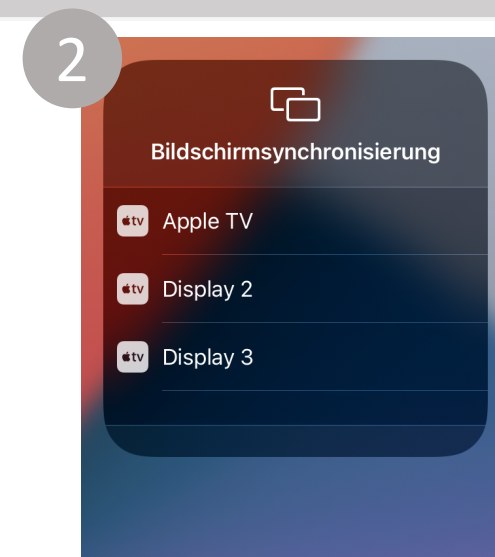 2
Bildschirmsynchronisierung
tv Apple TV
tv Display 2
tv Display 3